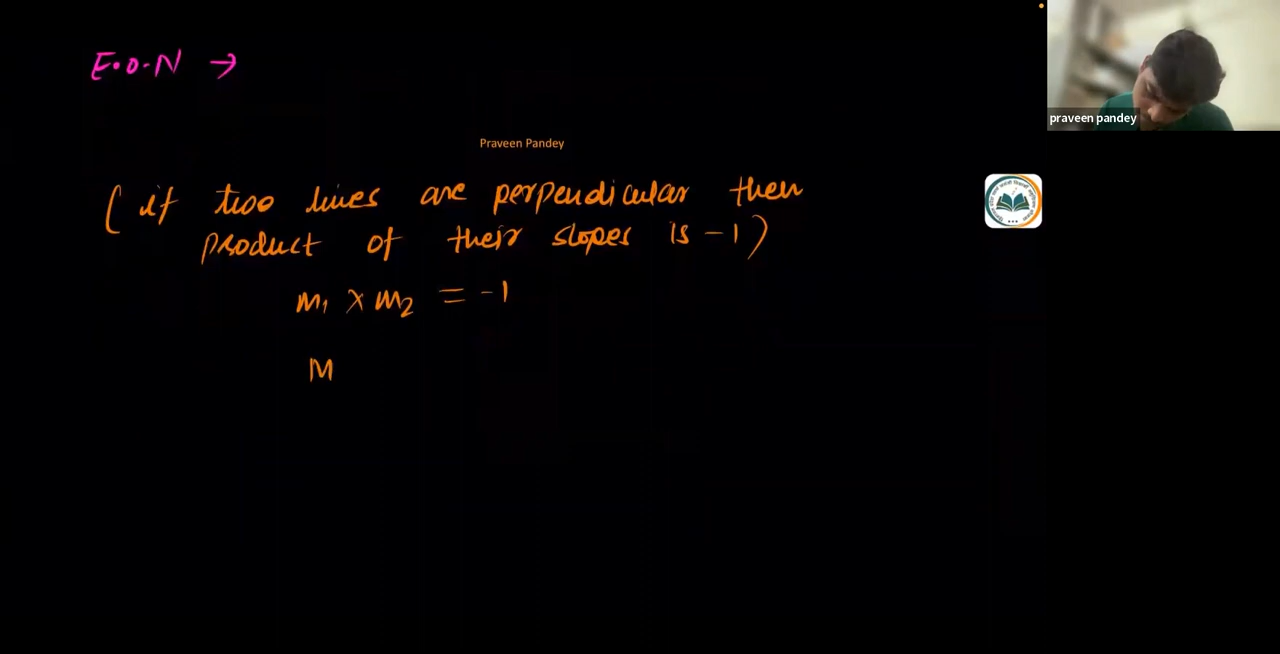 E.O.N →
praveen pandey
Praveen Pandey
(if two lines are perpendicular then
product of their slopes is -1)
m₁ × m₂ = -1
M